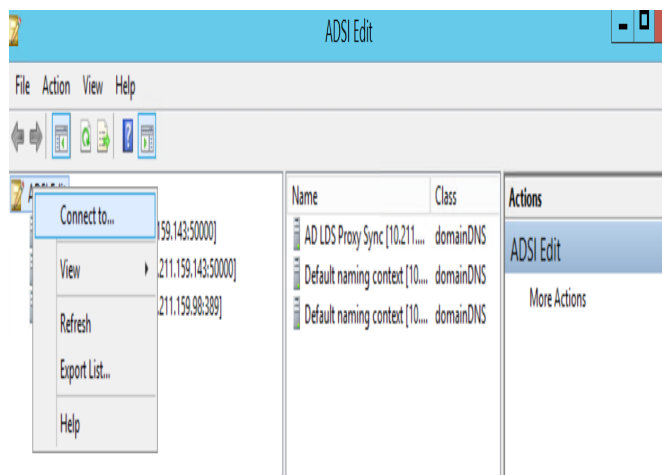 ADSI Edit
File Action View Help
Connect to...
View
Refresh
Export List...
Help
159.143:50000]
.211.159.143:50000]
211.159.98:389]
Name Class
AD LDS Proxy Sync [10.211.... domainDNS
Default naming context [10.... domainDNS
Default naming context [10.... domainDNS
Actions
ADSI Edit
More Actions